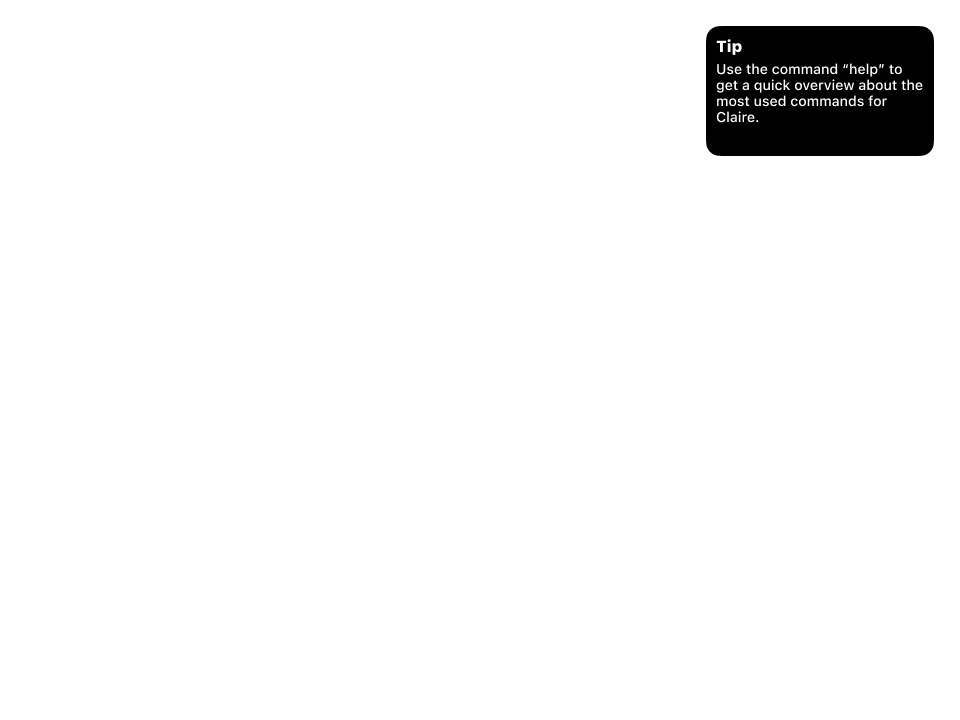 Tip
Use the command “help” to
get a quick overview about the
most used commands for
Claire.